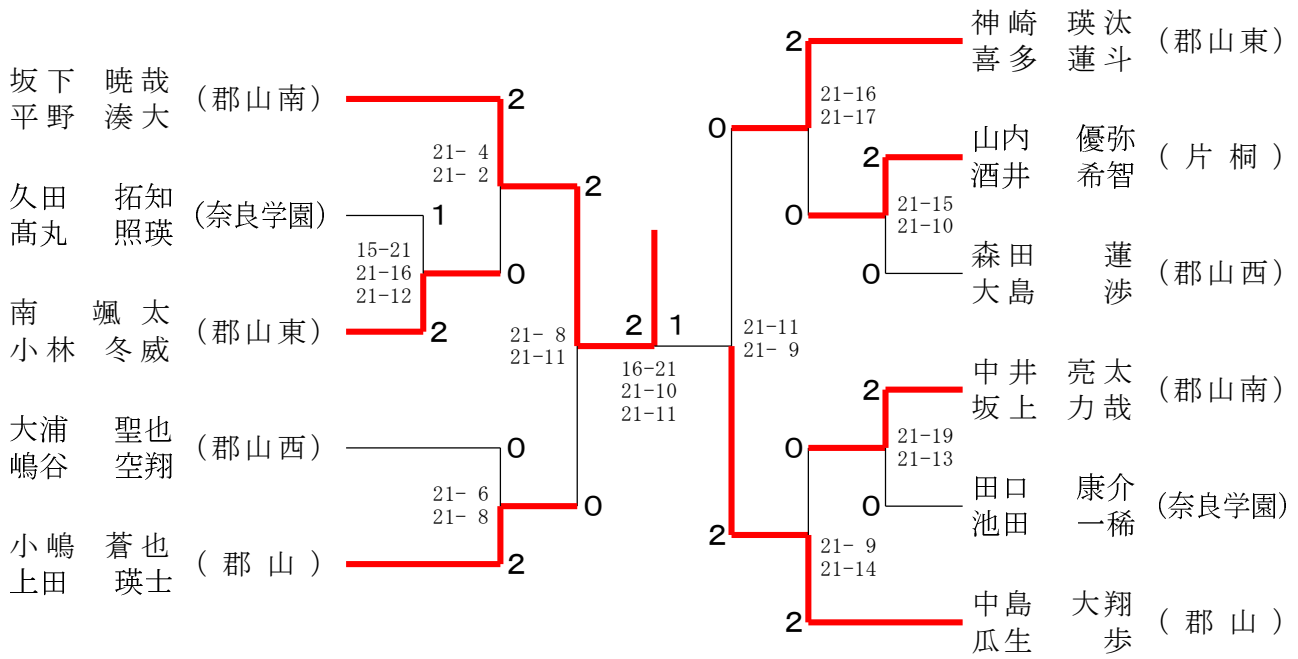 坂下 暁哉
平野 湊大
(郡山南)
2
21- 4
21- 2
久田 拓知
髙丸 照瑛
(奈良学園)
1
15-21
21-16
21-12
0
南 颯太
小林 冬威
(郡山東)
2
2
21- 8
21-11
大浦 聖也
嶋谷 空翔
(郡山西)
0
21- 6
21- 8
0
小嶋 蒼也
上田 瑛士
(郡山)
2
2 1
16-21
21-10
21-11
神崎 瑛汰
喜多 蓮斗
(郡山東)
2
21-16
21-17
0
山内 優弥
酒井 希智
(片桐)
2
0
21-15
21-10
森田 蓮
大島 渉
(郡山西)
0
21-11
21- 9
中井 亮太
坂上 力哉
(郡山南)
2
0
21-19
21-13
田口 康介
池田 一稀
(奈良学園)
0
2
21- 9
21-14
中島 大翔
瓜生 歩
(郡山)
2